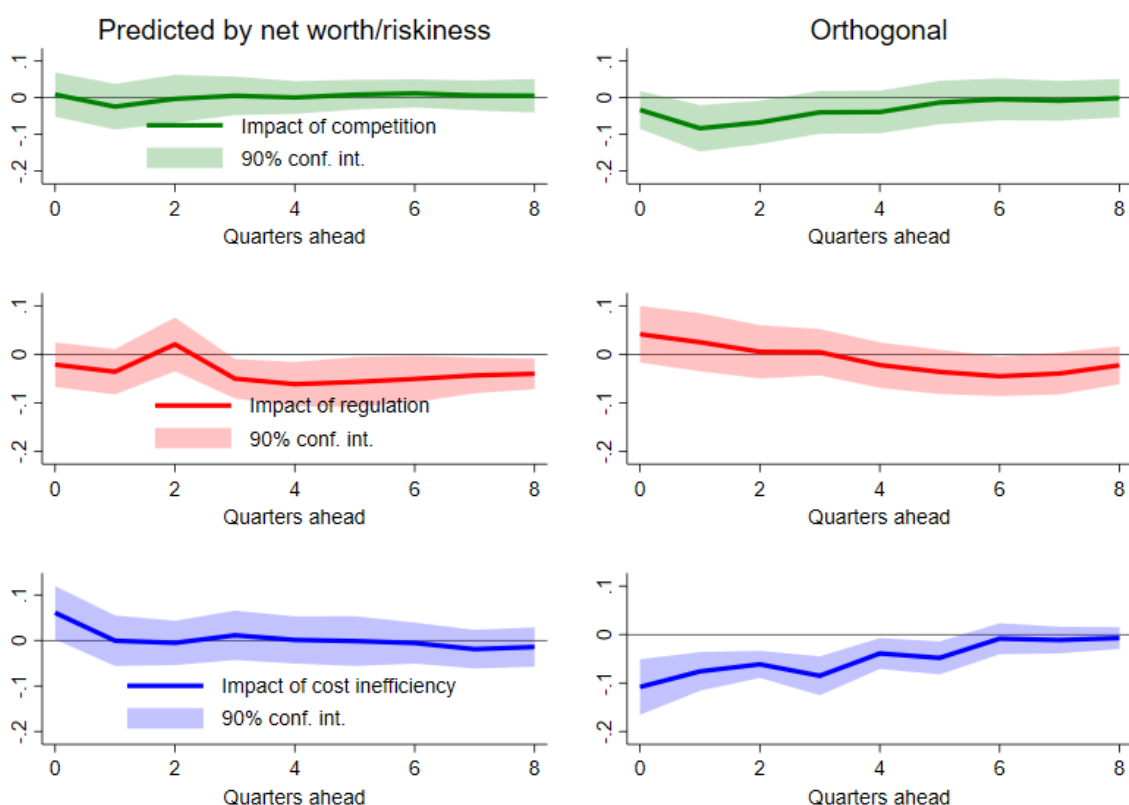 Predicted by net worth/riskiness
Orthogonal
.1
0
-.1
-.2
Impact of competition
90% conf. int.
0 2 4 6 8
Quarters ahead
.1
0
-.1
-.2
0 2 4 6 8
Quarters ahead
.1
0
-.1
-.2
Impact of regulation
90% conf. int.
0 2 4 6 8
Quarters ahead
.1
0
-.1
-.2
0 2 4 6 8
Quarters ahead
.1
0
-.1
-.2
Impact of cost inefficiency
90% conf. int.
0 2 4 6 8
Quarters ahead
.1
0
-.1
-.2
0 2 4 6 8
Quarters ahead